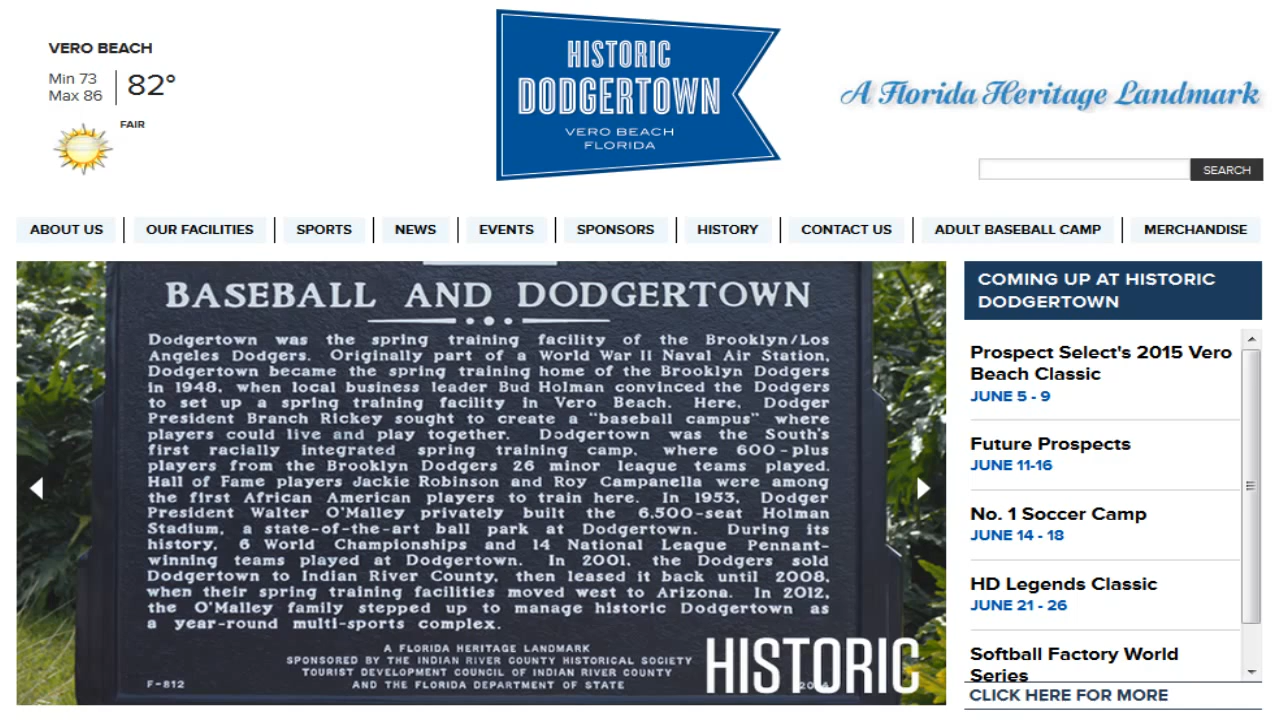 VERO BEACH
Min 73
Max 86
82°
FAIR
HISTORIC
DODGERTOWN
VERO BEACH
FLORIDA
A Florida Heritage Landmark
SEARCH
ABOUT US
OUR FACILITIES
SPORTS
NEWS
EVENTS
SPONSORS
HISTORY
CONTACT US
ADULT BASEBALL CAMP
MERCHANDISE
BASEBALL AND DODGERTOWN
Dodgertown was the spring training facility of the Brooklyn/Los
Angeles Dodgers. Originally part of a World War II Naval Air Station,
Dodgertown became the spring training home of the Brooklyn Dodgers
in 1948, when local business leader Bud Holman convinced the Dodgers
to set up a spring training facility in Vero Beach. Here, Dodger
President Branch Rickey sought to create a "baseball campus" where
players could live and play together. Dodgertown was the South's
first racially integrated spring training camp, where 600-plus
players from the Brooklyn Dodgers 26 minor league teams played.
Hall of Fame players Jackie Robinson and Roy Campanella were among
the first African American players to train here. In 1953, Dodger
President Walter O'Malley privately built the 6,500-seat Holman
Stadium, a state-of-the-art ball park at Dodgertown. During its
history, 6 World Championships and 14 National League Pennant-
winning teams played at Dodgertown. In 2001, the Dodgers sold
Dodgertown to Indian River County, then leased it back until 2008,
when their spring training facilities moved west to Arizona. In 2012,
the O'Malley family stepped up to manage historic Dodgertown as
a year-round multi-sports complex.
A FLORIDA HERITAGE LANDMARK
SPONSORED BY THE INDIAN RIVER COUNTY HISTORICAL SOCIETY
TOURIST DEVELOPMENT COUNCIL OF INDIAN RIVER COUNTY
F-812 AND THE FLORIDA DEPARTMENT OF STATE
HISTORIC
COMING UP AT HISTORIC
DODGERTOWN
Prospect Select's 2015 Vero
Beach Classic
JUNE 5 - 9
Future Prospects
JUNE 11-16
No. 1 Soccer Camp
JUNE 14 - 18
HD Legends Classic
JUNE 21 - 26
Softball Factory World
Series
CLICK HERE FOR MORE